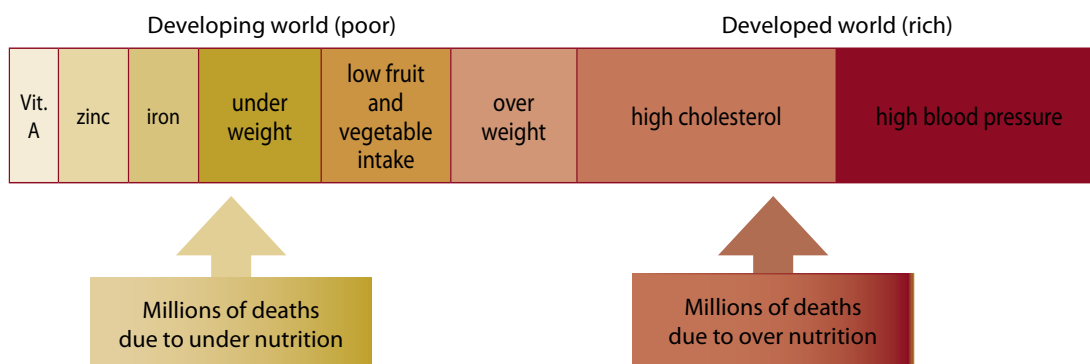 Developing world (poor)
Developed world (rich)
Vit.
A
zinc
iron
under
weight
low fruit
and
vegetable
intake
over
weight
high cholesterol
high blood pressure
Millions of deaths
due to under nutrition
Millions of deaths
due to over nutrition